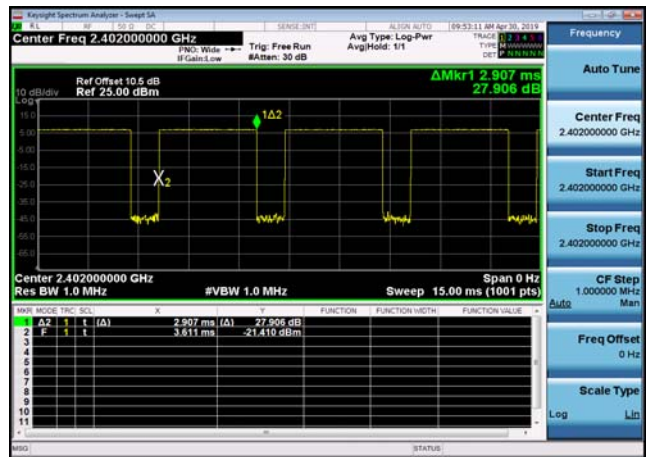 Keysight Spectrum Analyzer - Swept SA
RL RF 50 Ω DC SENSE:INT ALIGN AUTO 09:53:11 AM Apr 30, 2019
Center Freq 2.402000000 GHz
PNO: Wide
IFGain:Low
Trig: Free Run
#Atten: 30 dB
Avg Type: Log-Pwr
Avg|Hold: 1/1
TRACE 1 2 3 4 5 6
TYPE MWWWWW
DET P NNNNN
Frequency
Ref Offset 10.5 dB
10 dB/div Ref 25.00 dBm
Log
ΔMkr1 2.907 ms
27.906 dB
15.0
5.00
-5.00
-15.0
-25.0
-35.0
-45.0
-55.0
-65.0
1Δ2
X2
Center 2.402000000 GHz Span 0 Hz
Res BW 1.0 MHz #VBW 1.0 MHz Sweep 15.00 ms (1001 pts)
MKR MODE TRC SCL X Y FUNCTION FUNCTION WIDTH FUNCTION VALUE
1 Δ2 1 t (Δ) 2.907 ms (Δ) 27.906 dB
2 F 1 t 3.611 ms -21.410 dBm
3
4
5
6
7
8
9
10
11
MSG STATUS
Auto Tune
Center Freq
2.402000000 GHz
Start Freq
2.402000000 GHz
Stop Freq
2.402000000 GHz
CF Step
1.000000 MHz
Auto Man
Freq Offset
0 Hz
Scale Type
Log Lin